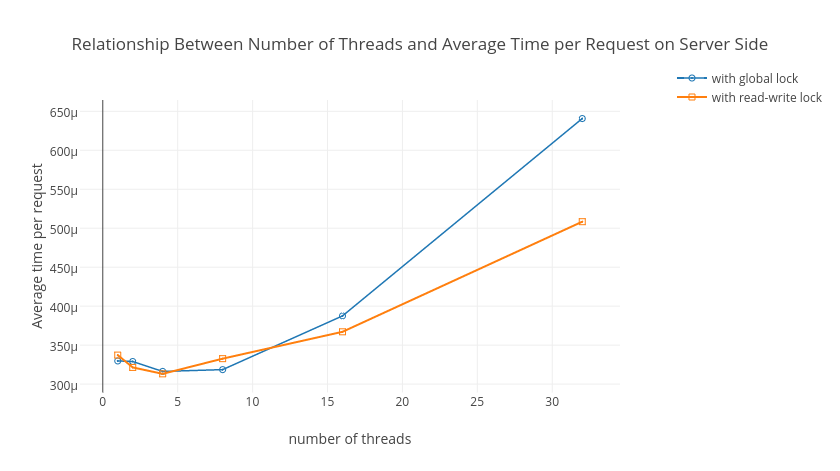 Relationship Between Number of Threads and Average Time per Request on Server Side
with global lock
with read-write lock
650μ
600μ
550μ
500μ
450μ
400μ
350μ
300μ
Average time per request
0 5 10 15 20 25 30
number of threads